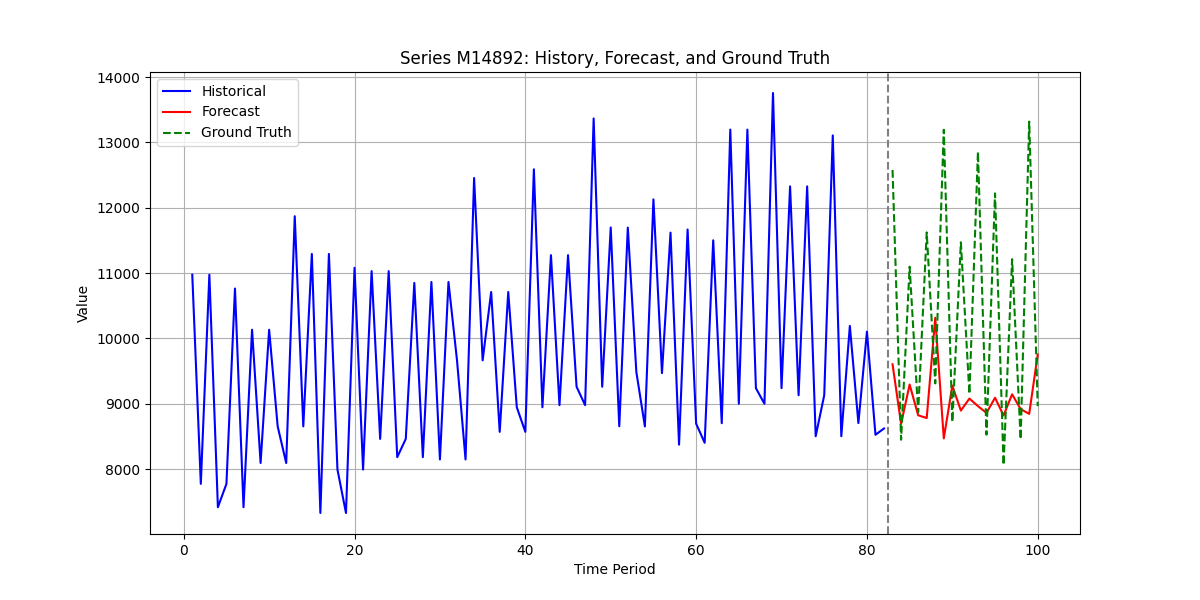 Series M14892: History, Forecast, and Ground Truth
14000
13000
12000
11000
10000
9000
8000
Value
Historical
Forecast
Ground Truth
0
20
40
60
80
100
Time Period